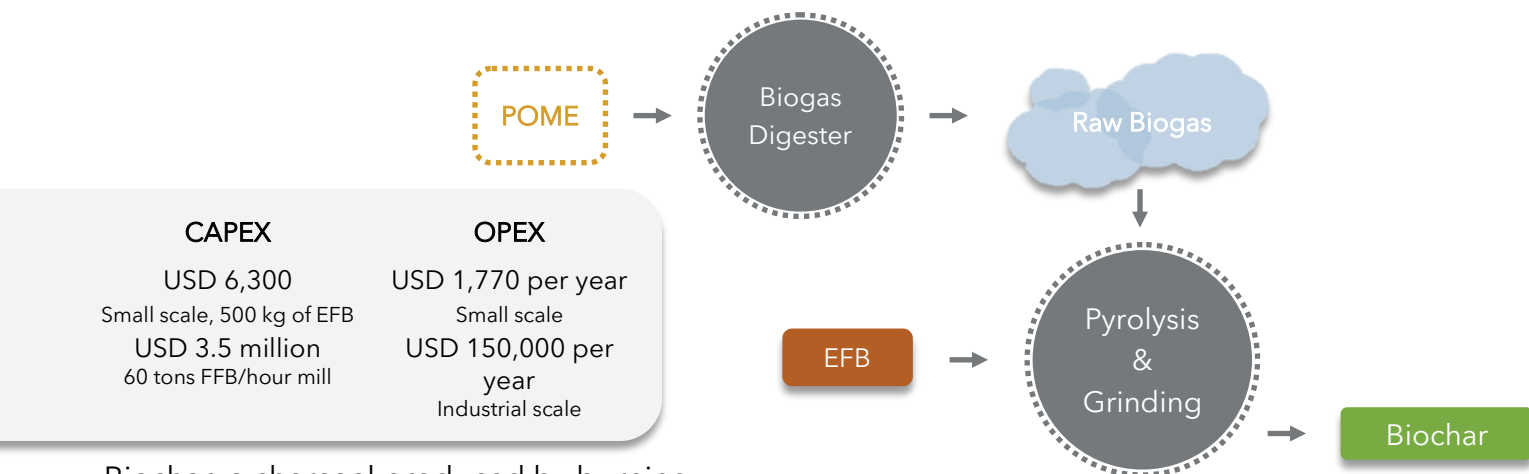 POME
Biogas
Digester
Raw Biogas
CAPEX
OPEX
USD 6,300
Small scale, 500 kg of EFB
USD 3.5 million
60 tons FFB/hour mill
USD 1,770 per year
Small scale
USD 150,000 per
year
Industrial scale
EFB
Pyrolysis
&
Grinding
Biochar